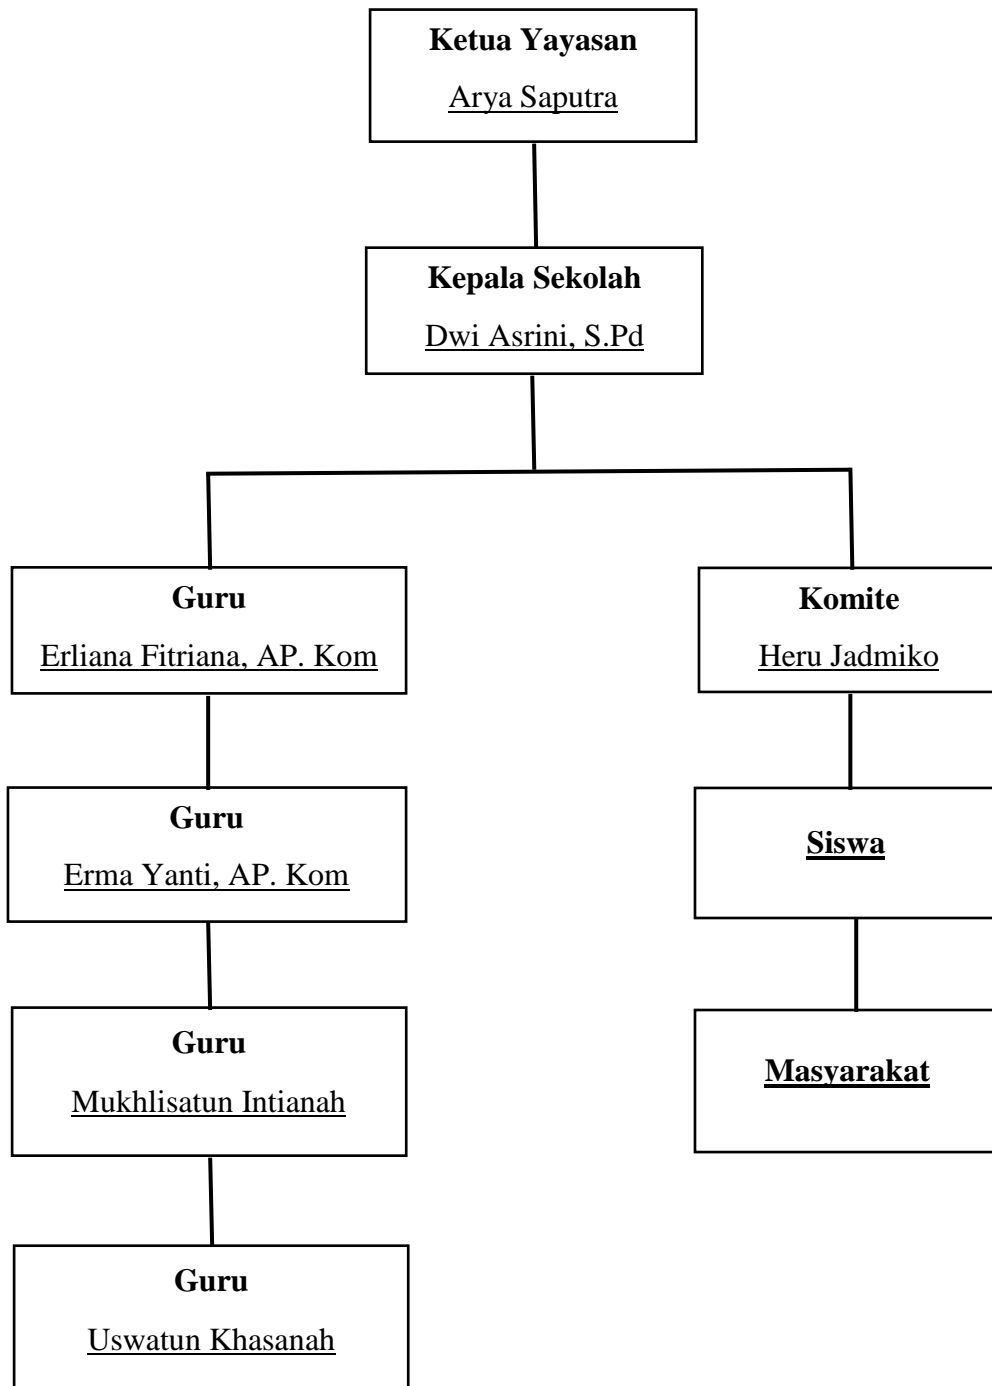 Ketua Yayasan
Arya Saputra
Kepala Sekolah
Dwi Asrini, S.Pd
Guru
Erliana Fitriana, AP. Kom
Komite
Heru Jadmiko
Guru
Erma Yanti, AP. Kom
Siswa
Guru
Mukhlisatun Intianah
Masyarakat
Guru
Uswatun Khasanah